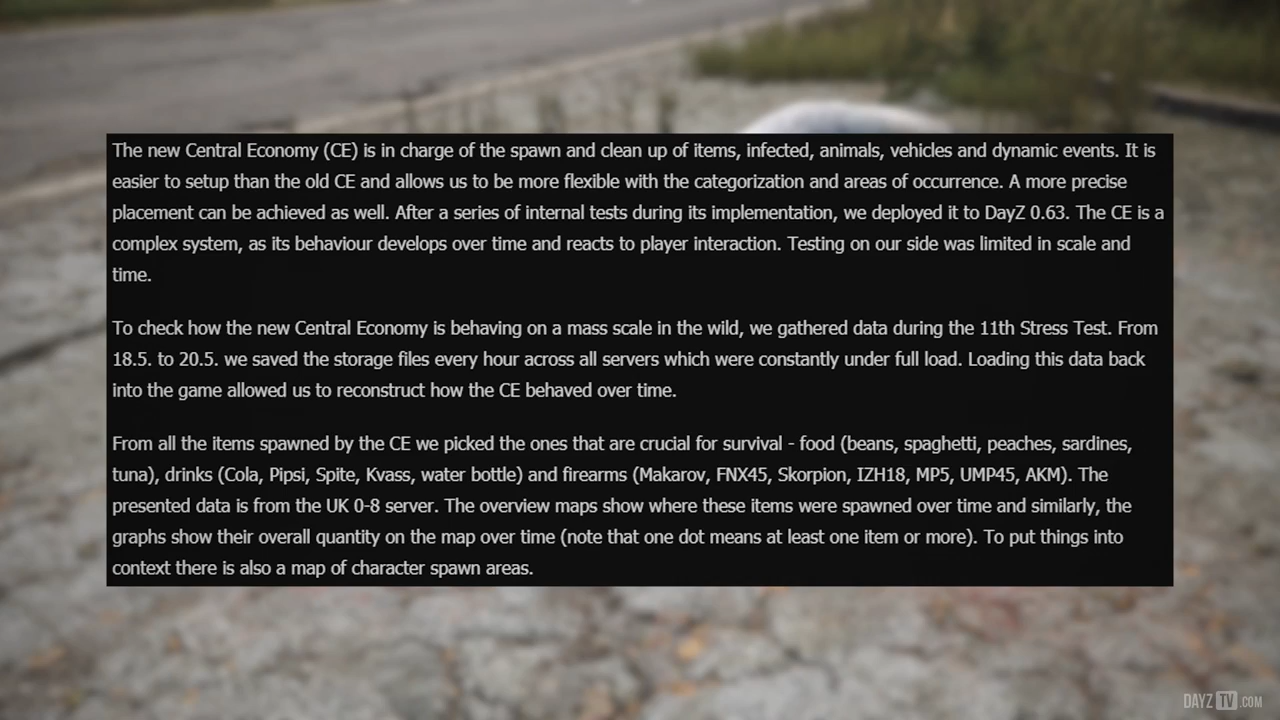 The new Central Economy (CE) is in charge of the spawn and clean up of items, infected, animals, vehicles and dynamic events. It is
easier to setup than the old CE and allows us to be more flexible with the categorization and areas of occurrence. A more precise
placement can be achieved as well. After a series of internal tests during its implementation, we deployed it to DayZ 0.63. The CE is a
complex system, as its behaviour develops over time and reacts to player interaction. Testing on our side was limited in scale and
time.
To check how the new Central Economy is behaving on a mass scale in the wild, we gathered data during the 11th Stress Test. From
18.5. to 20.5. we saved the storage files every hour across all servers which were constantly under full load. Loading this data back
into the game allowed us to reconstruct how the CE behaved over time.
From all the items spawned by the CE we picked the ones that are crucial for survival - food (beans, spaghetti, peaches, sardines,
tuna), drinks (Cola, Pipsi, Spite, Kvass, water bottle) and firearms (Makarov, FNX45, Skorpion, IZH18, MP5, UMP45, AKM). The
presented data is from the UK 0-8 server. The overview maps show where these items were spawned over time and similarly, the
graphs show their overall quantity on the map over time (note that one dot means at least one item or more). To put things into
context there is also a map of character spawn areas.
DAYZ TV .COM